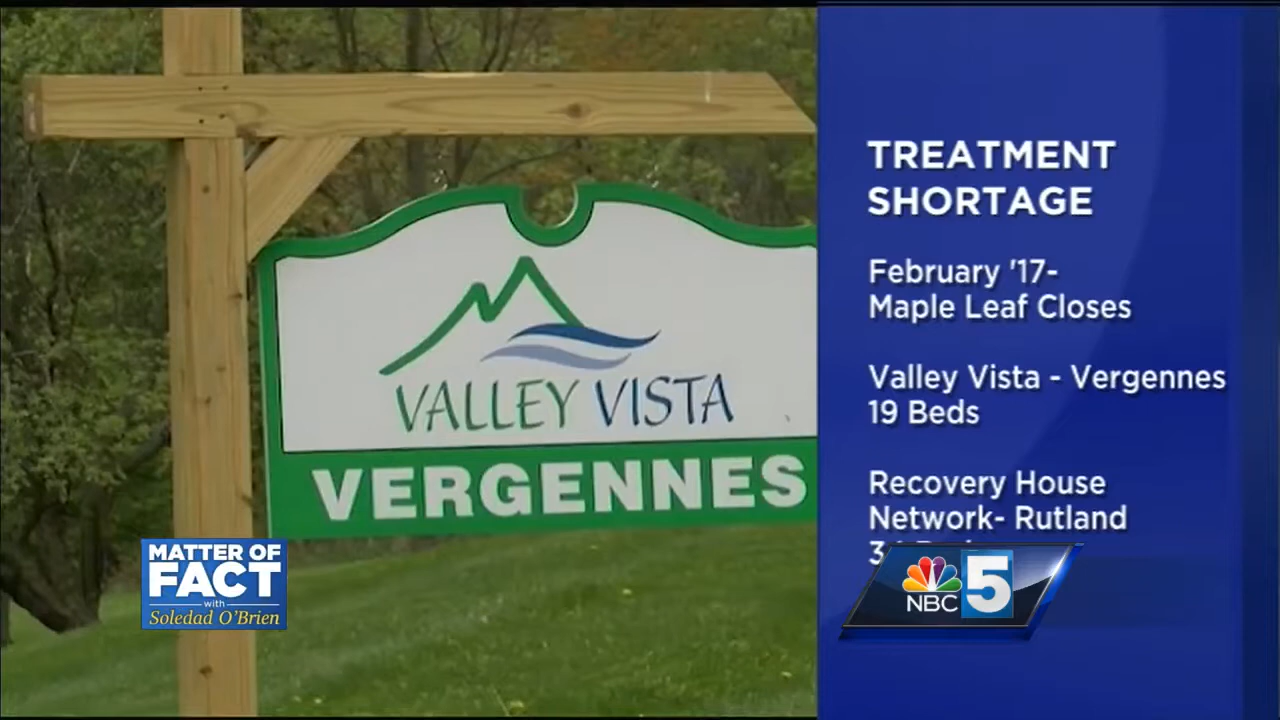 VALLEY VISTA
VERGENNES
MATTER OF
FACT
with
Soledad O'Brien
TREATMENT
SHORTAGE
February '17-
Maple Leaf Closes
Valley Vista - Vergennes
19 Beds
Recovery House
Network- Rutland
NBC 5